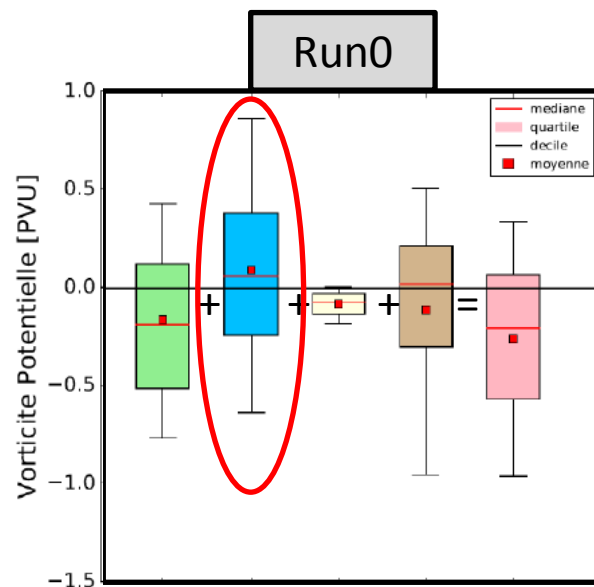 Run0
1.0
0.5
0.0
−0.5
−1.0
−1.5
Vorticite Potentielle [PVU]
mediane
quartile
decile
moyenne
+ + + =